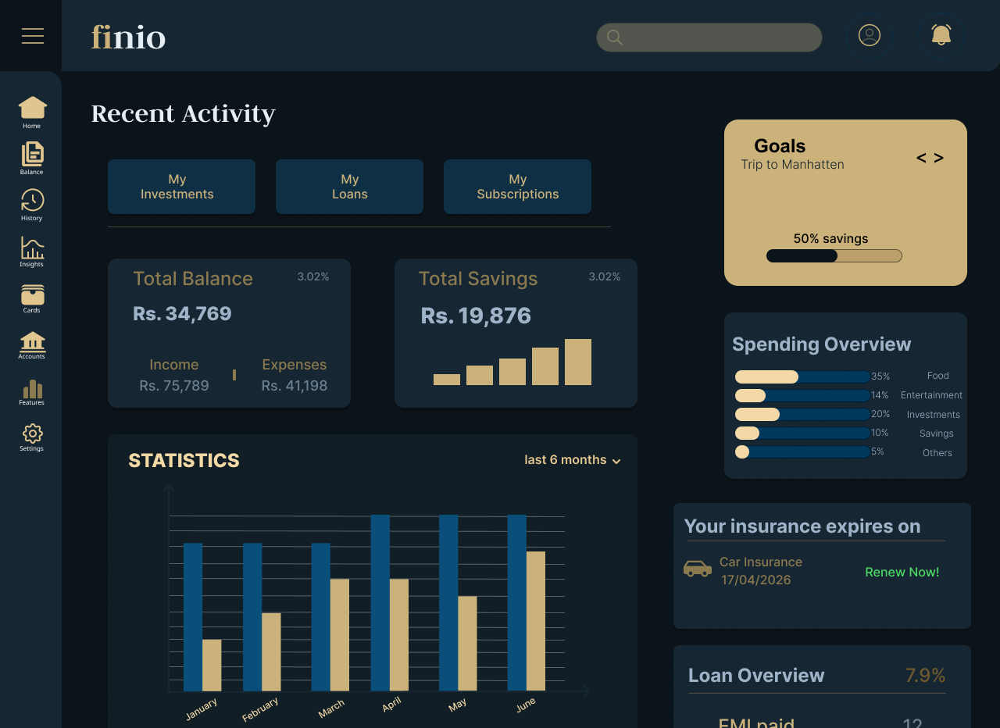 finio
Home
Balance
History
Insights
Cards
Accounts
Features
Settings
Recent Activity
My
Investments
My
Loans
My
Subscriptions
Total Balance 3.02%
Rs. 34,769
Income Expenses
Rs. 75,789 Rs. 41,198
Total Savings 3.02%
Rs. 19,876
STATISTICS last 6 months
January February March April May June
Goals < >
Trip to Manhatten
50% savings
Spending Overview
35% Food
14% Entertainment
20% Investments
10% Savings
5% Others
Your insurance expires on
Car Insurance
17/04/2026
Renew Now!
Loan Overview 7.9%
EMI paid 12